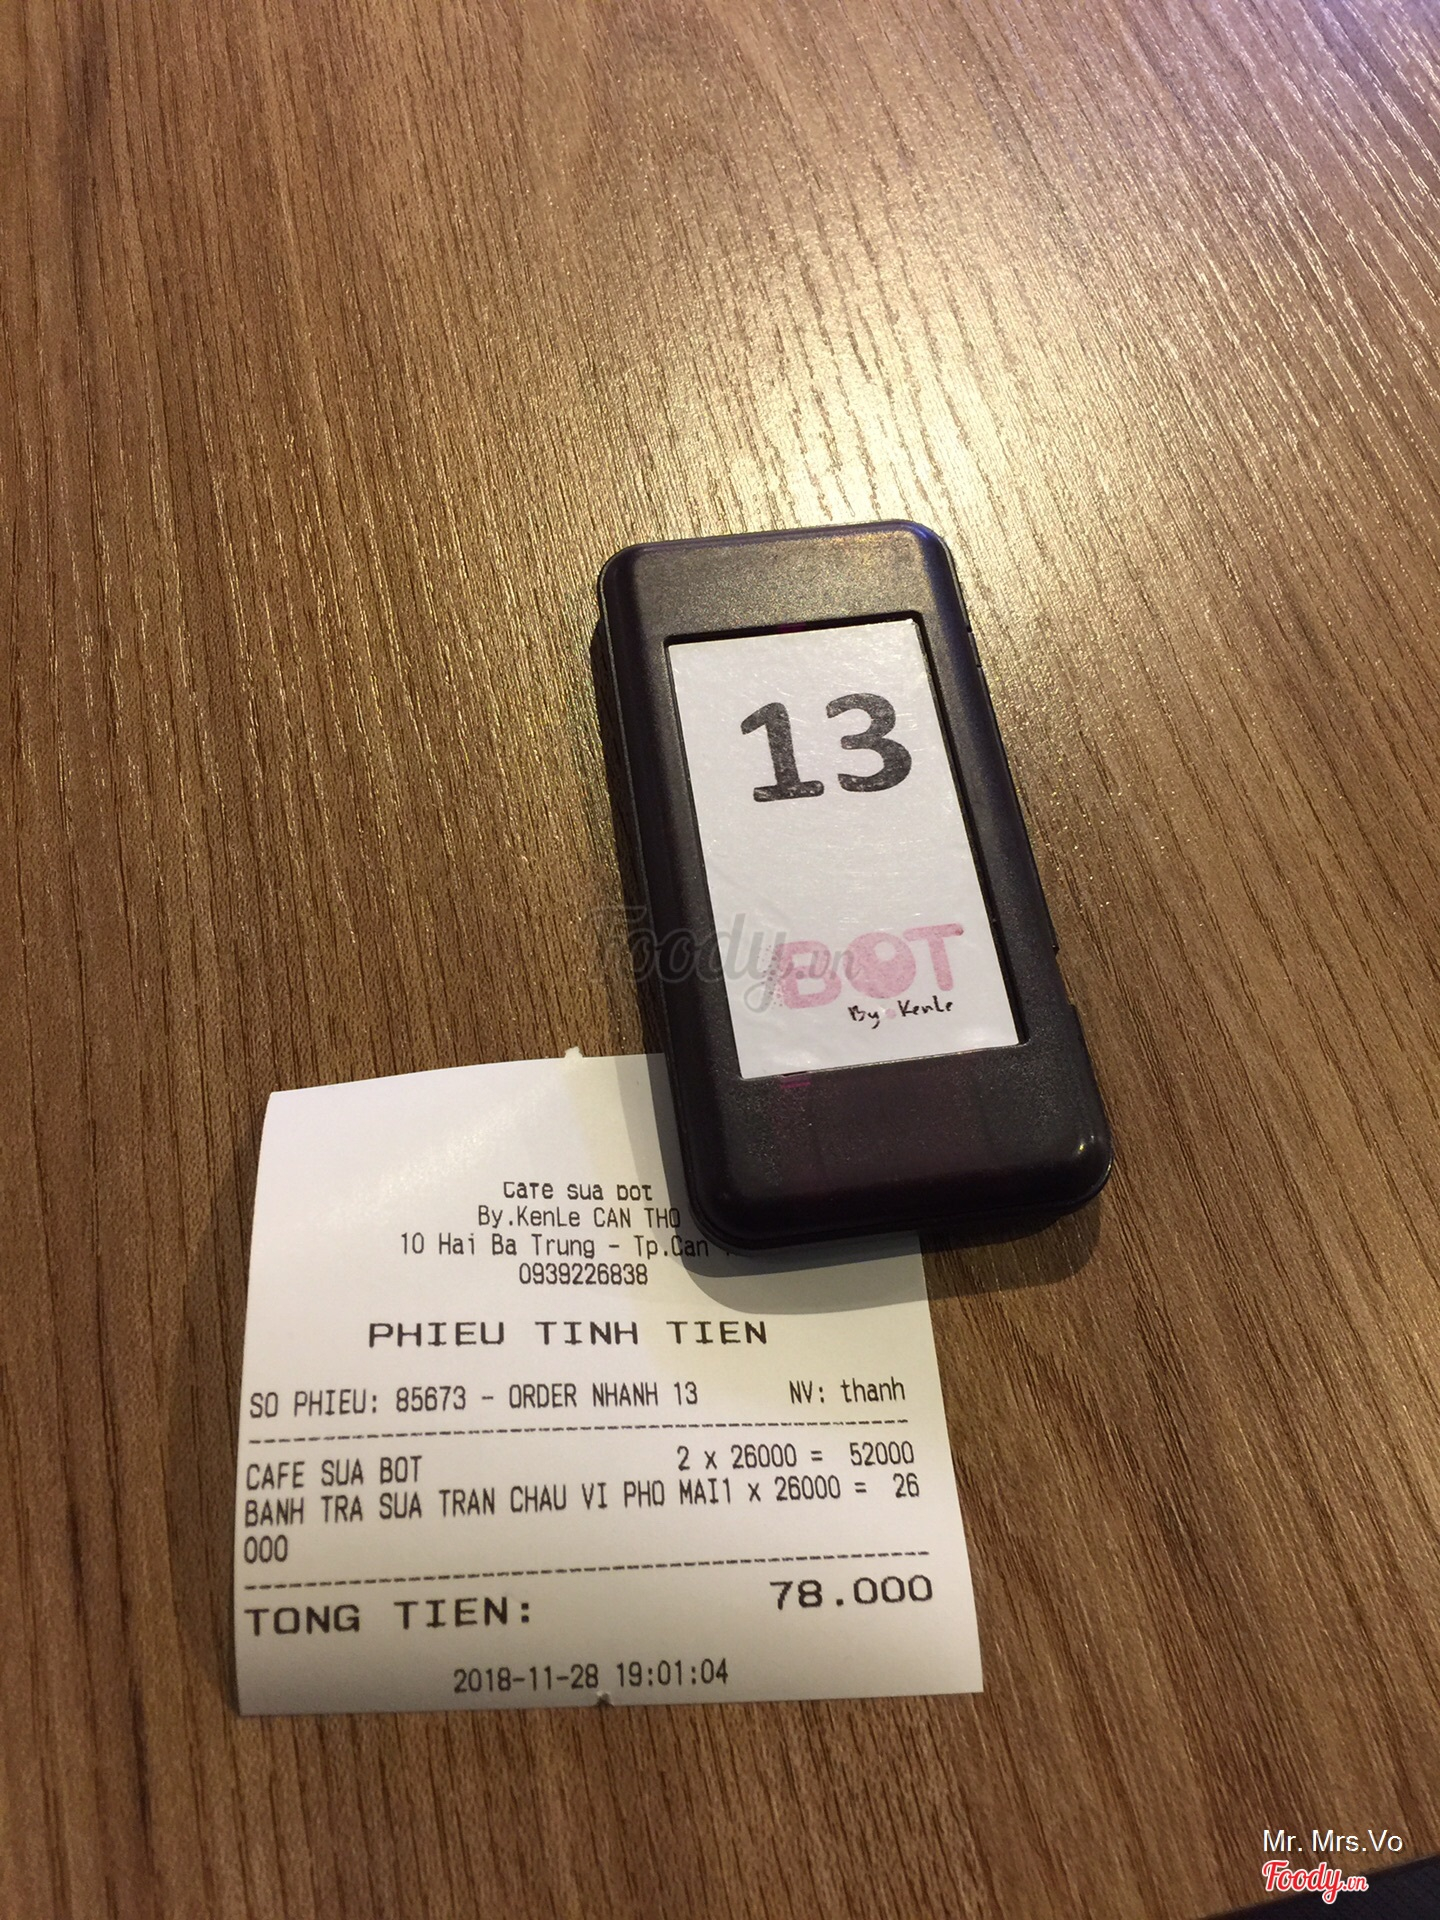 13
BOT
By.KenLe
Foody.vn
Cafe sua bot
By.KenLe CAN THO
10 Hai Ba Trung - Tp.Can
0939226838
PHIEU TINH TIEN
SO PHIEU: 85673 - ORDER NHANH 13 NV: thanh
CAFE SUA BOT 2 x 26000 = 52000
BANH TRA SUA TRAN CHAU VI PHO MAI1 x 26000 = 26
000
TONG TIEN: 78.000
2018-11-28 19:01:04
Mr. Mrs.Vo
Foody.vn